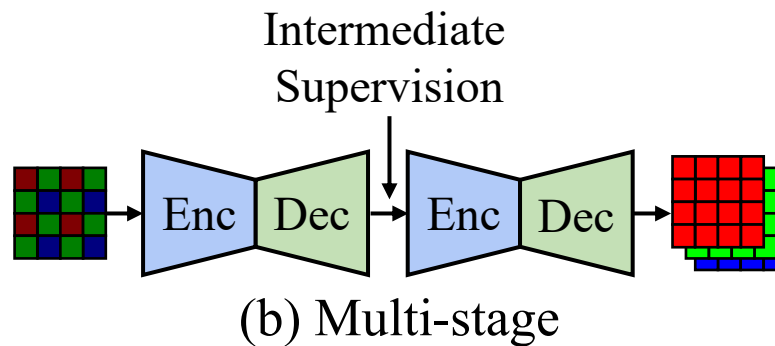 Intermediate
Supervision
Enc Dec Enc Dec
(b) Multi-stage